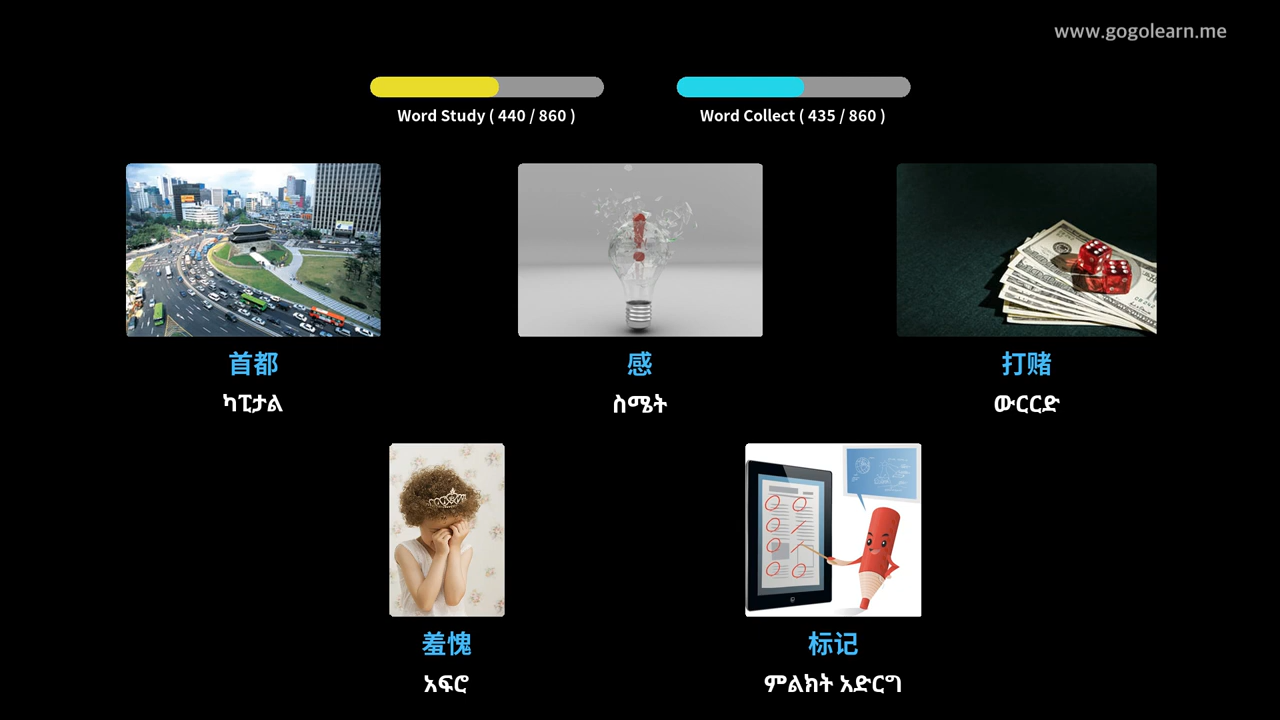 www.gogolearn.me
Word Study ( 440 / 860 )
Word Collect ( 435 / 860 )
首都
ካፒታል
感
ስሜት
打赌
ውርርድ
羞愧
አፍሮ
标记
ምልክት አድርግ